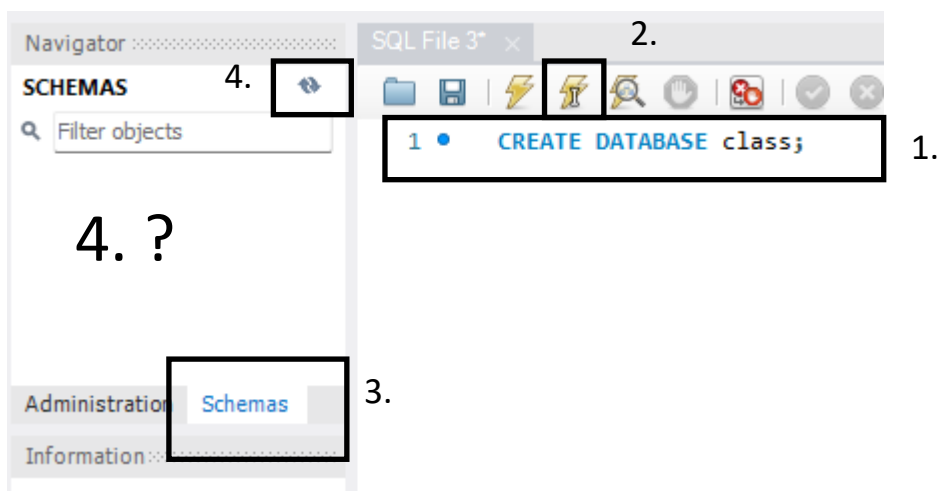 2.
Navigator
SQL File 3* ×
SCHEMAS
4.
Filter objects
1 CREATE DATABASE class;
1.
4. ?
3.
Administration Schemas
Information